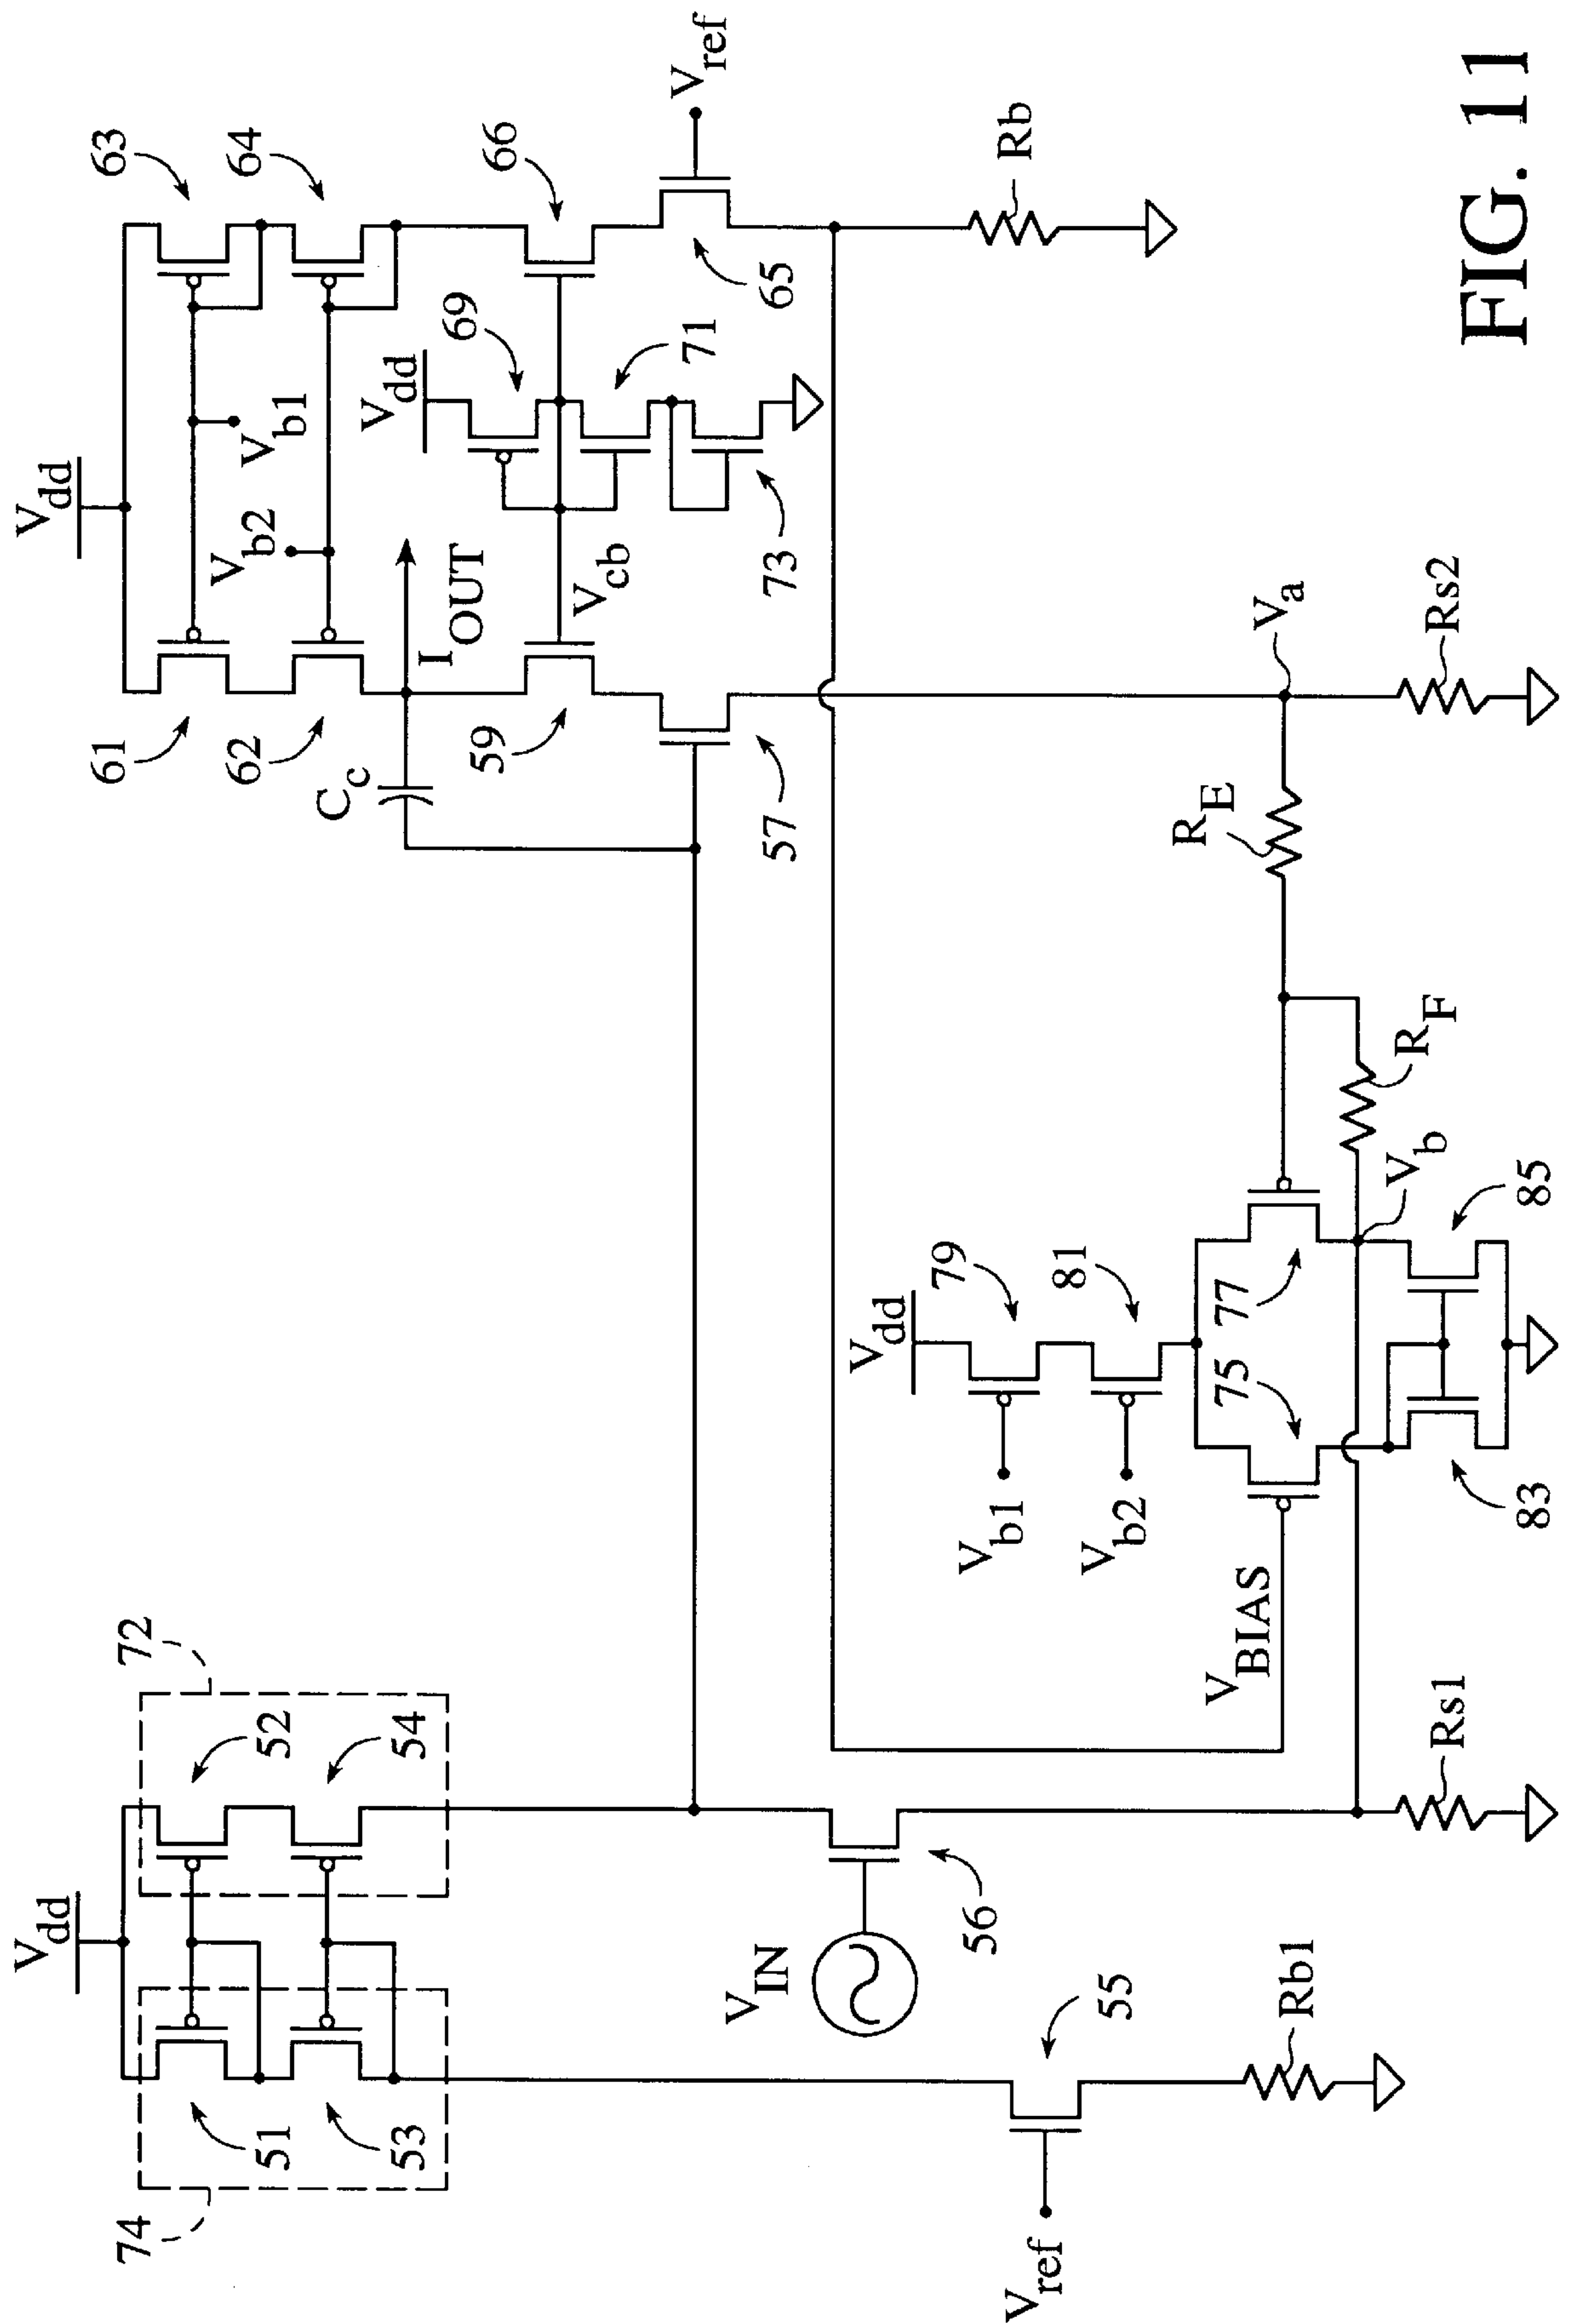 Vdd
Vdd
74
72
61
63
51
52
Vb2
Vb1
62
64
53
54
Cc
IOUT
Vdd
69
59
66
Vcb
71
Vref
VIN
73
57
65
Vdd
79
56
Vb1
Rb
Vref
55
81
Vb2
RE
Va
75
77
VBIAS
Rb1
RF
Vb
Rs1
Rs2
83
85
FIG. 11